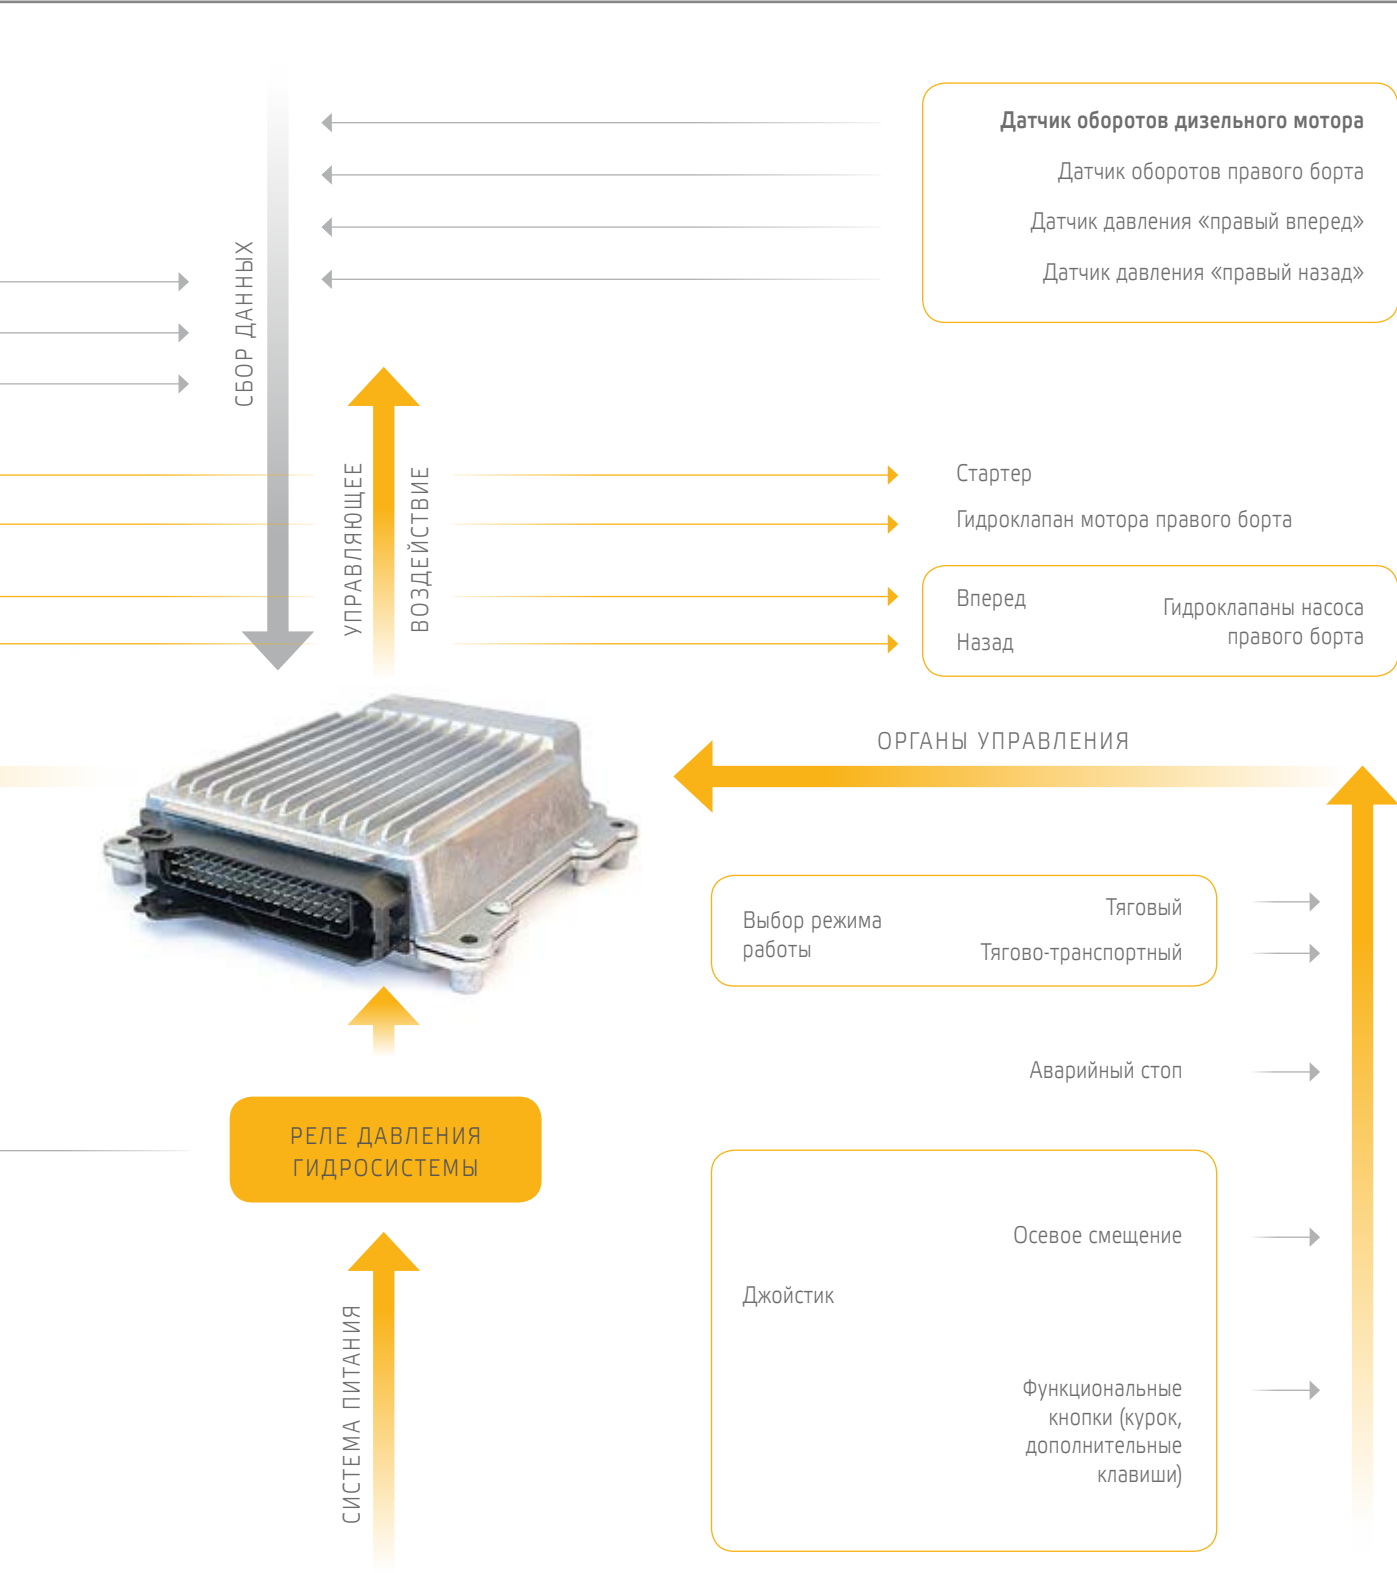 Датчик оборотов дизельного мотора
Датчик оборотов правого борта
Датчик давления «правый вперед»
Датчик давления «правый назад»
СБОР ДАННЫХ
УПРАВЛЯЮЩЕЕ
ВОЗДЕЙСТВИЕ
Стартер
Гидроклапан мотора правого борта
Вперед
Назад
Гидроклапаны насоса
правого борта
ОРГАНЫ УПРАВЛЕНИЯ
Выбор режима
работы
Тяговый
Тягово-транспортный
Аварийный стоп
РЕЛЕ ДАВЛЕНИЯ
ГИДРОСИСТЕМЫ
Осевое смещение
Джойстик
Функциональные
кнопки (курок,
дополнительные
клавиши)
СИСТЕМА ПИТАНИЯ